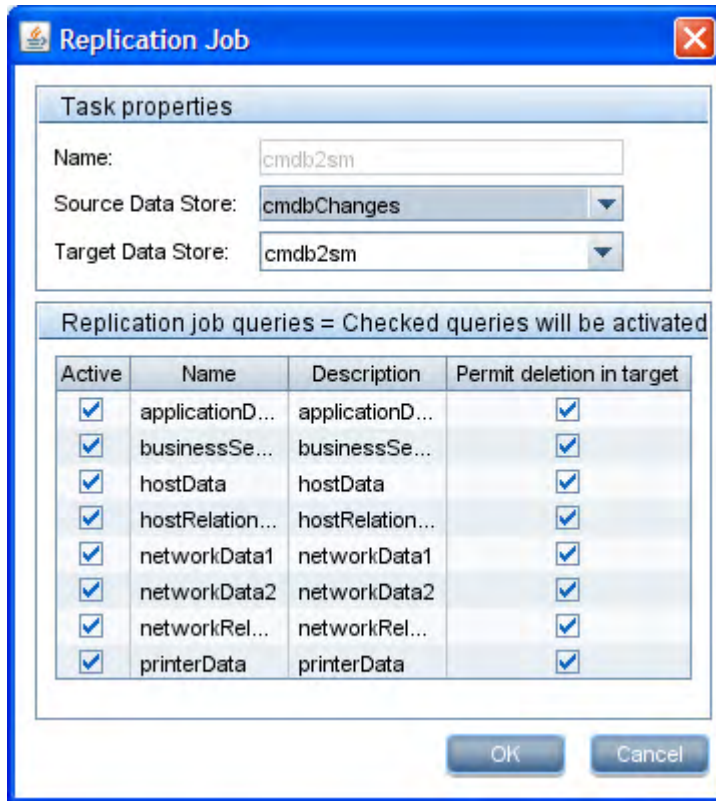 Replication Job
Task properties
Name: cmdb2sm
Source Data Store: cmdbChanges
Target Data Store: cmdb2sm
Replication job queries = Checked queries will be activated
Active Name Description Permit deletion in target
applicationD... applicationD...
businessSe... businessSe...
hostData hostData
hostRelation... hostRelation...
networkData1 networkData1
networkData2 networkData2
networkRel... networkRel...
printerData printerData
OK Cancel